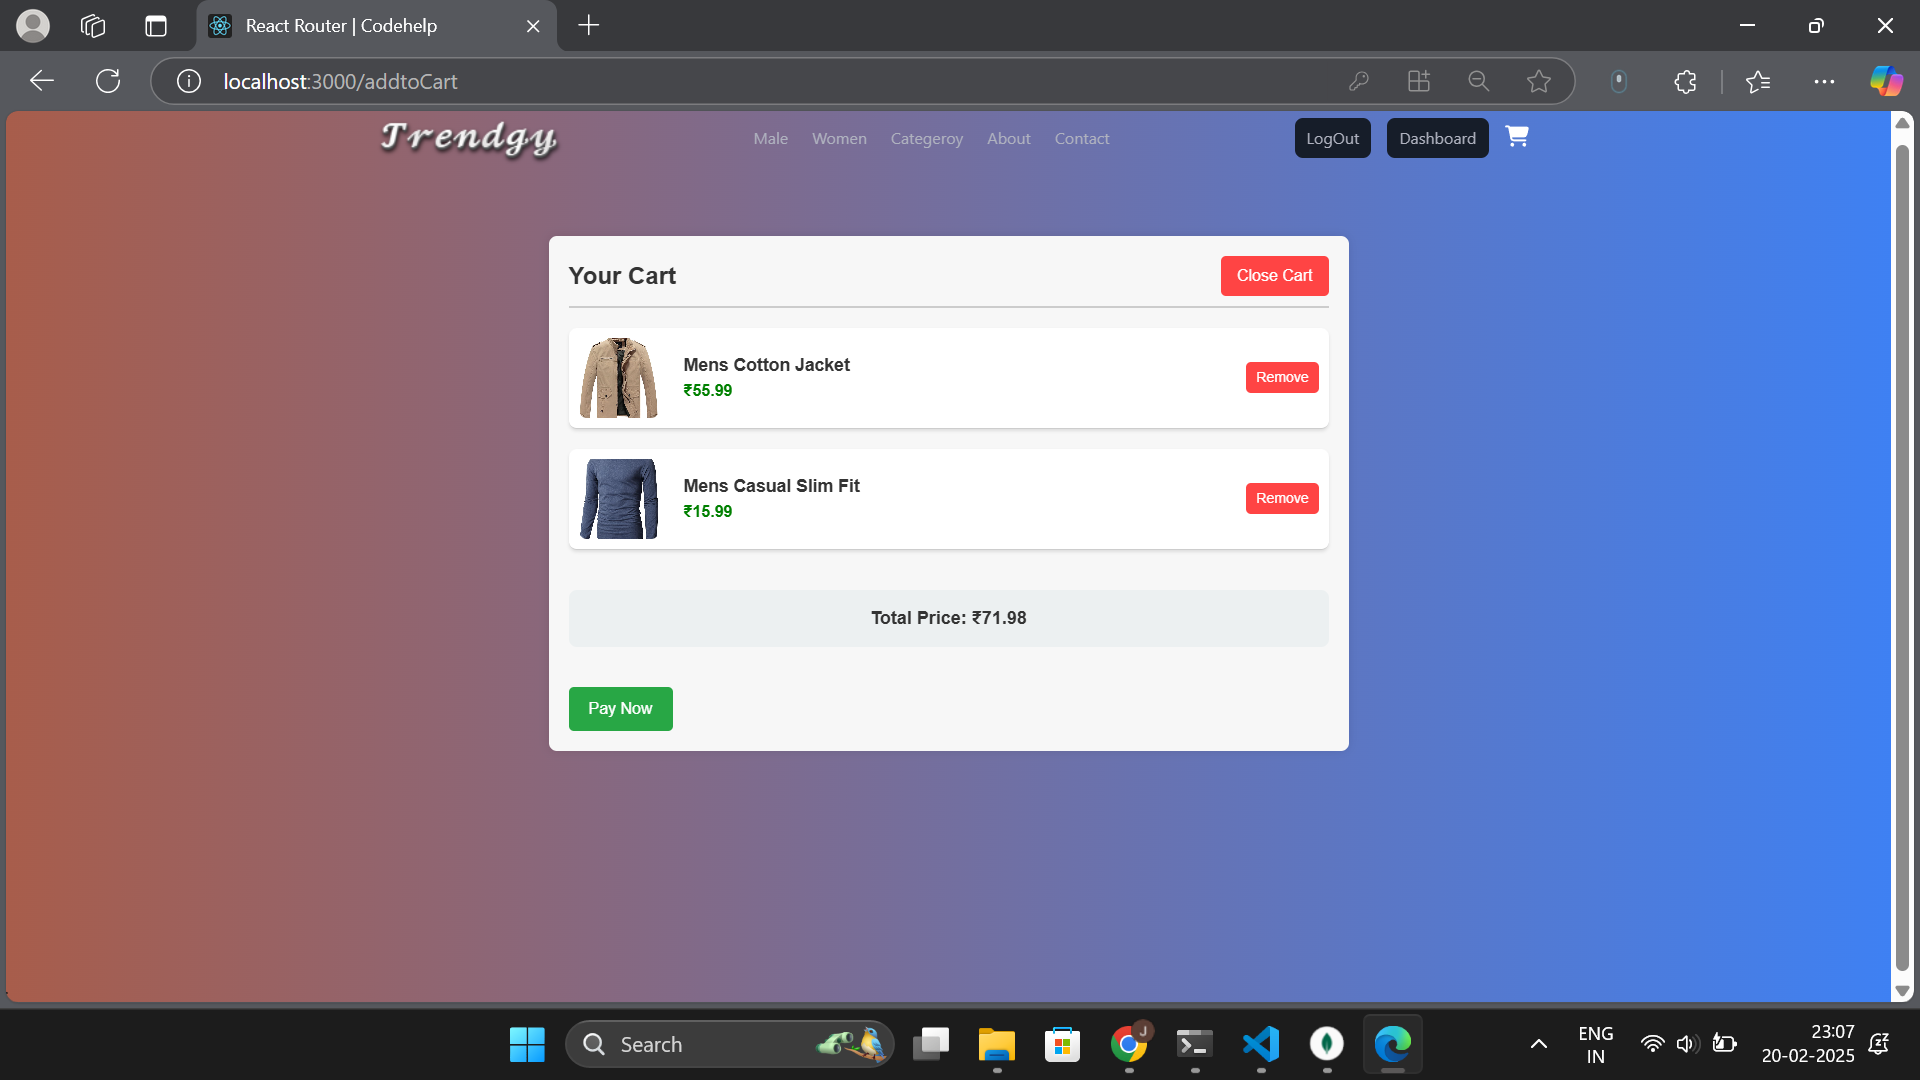 React Router | Codehelp
localhost:3000/addtoCart
Trendgy
Male Women Categeroy About Contact
LogOut Dashboard
Your Cart
Close Cart
Mens Cotton Jacket
₹55.99
Remove
Mens Casual Slim Fit
₹15.99
Remove
Total Price: ₹71.98
Pay Now
Search
J
ENG
IN
23:07
20-02-2025